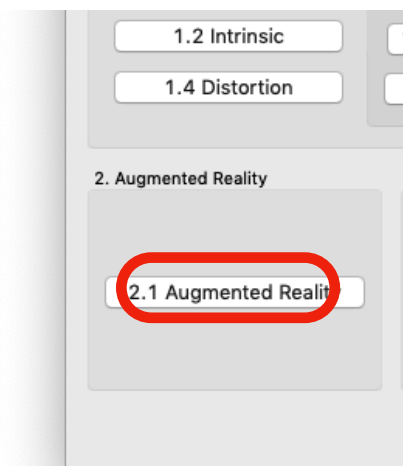 1.2 Intrinsic
1.4 Distortion
2. Augmented Reality
2.1 Augmented Reality